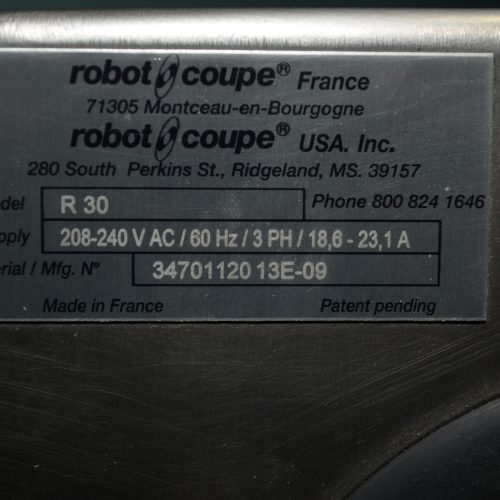 robot coupe® France
71305 Montceau-en-Bourgogne
robot coupe® USA. Inc.
280 South Perkins St., Ridgeland, MS. 39157
del R 30 Phone 800 824 1646
pply 208-240 V AC / 60 Hz / 3 PH / 18,6 - 23,1 A
erial / Mfg. N° 34701120 13E-09
Made in France Patent pending